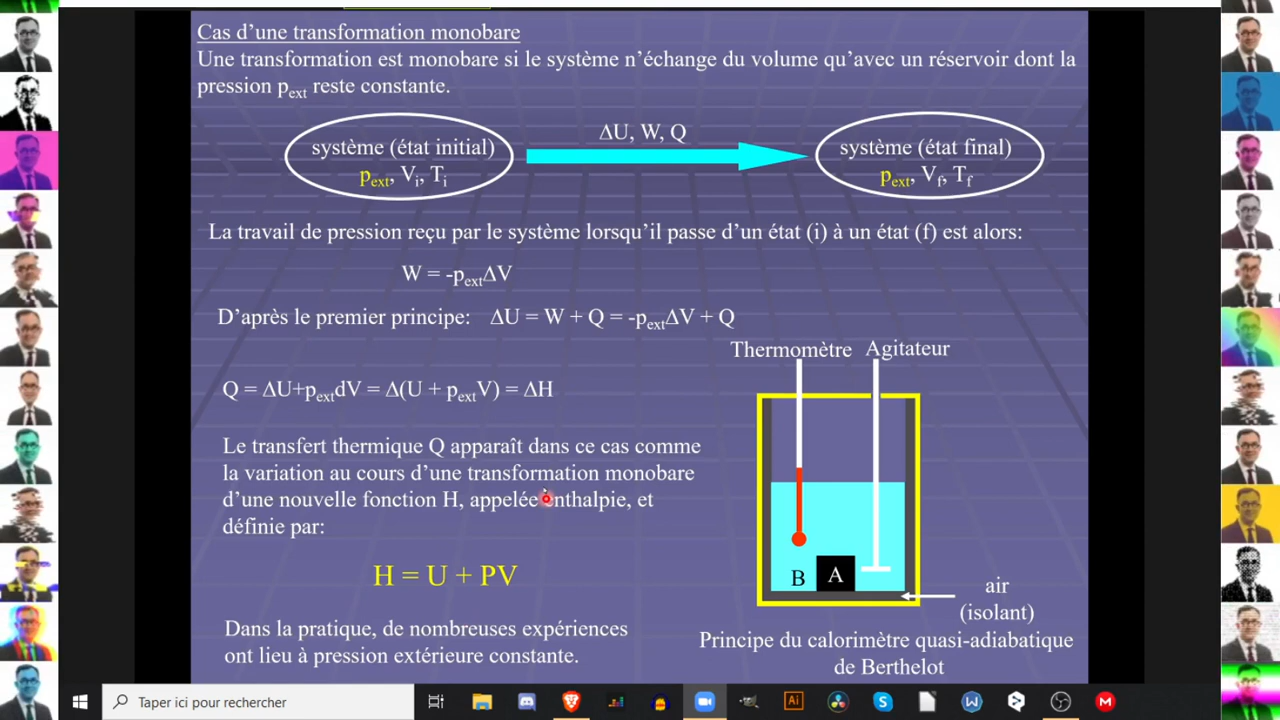 Cas d'une transformation monobare
Une transformation est monobare si le système n'échange du volume qu'avec un réservoir dont la
pression pext reste constante.
ΔU, W, Q
système (état initial)
pext, Vi, Ti
système (état final)
pext, Vf, Tf
La travail de pression reçu par le système lorsqu'il passe d'un état (i) à un état (f) est alors:
W = -pextΔV
D'après le premier principe: ΔU = W + Q = -pextΔV + Q
Q = ΔU+pextdV = Δ(U + pextV) = ΔH
Le transfert thermique Q apparaît dans ce cas comme
la variation au cours d'une transformation monobare
d'une nouvelle fonction H, appelée enthalpie, et
définie par:
H = U + PV
Dans la pratique, de nombreuses expériences
ont lieu à pression extérieure constante.
Thermomètre Agitateur
B A
air
(isolant)
Principe du calorimètre quasi-adiabatique
de Berthelot
Taper ici pour rechercher